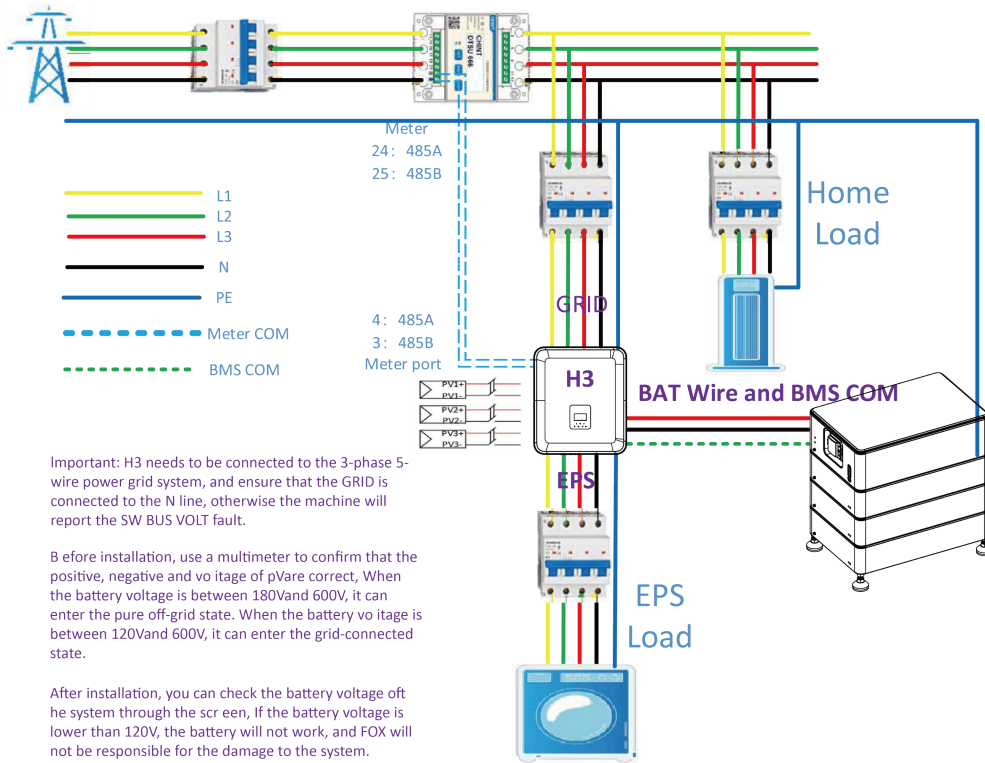 CHINT
DTSU 666
Meter
24: 485A
25: 485B
L1
L2
L3
N
PE
Meter COM
BMS COM
Home
Load
GRID
4: 485A
3: 485B
Meter port
H3
PV1+
PV1-
PV2+
PV2-
PV3+
PV3-
BAT Wire and BMS COM
EPS
EPS
Load
Important: H3 needs to be connected to the 3-phase 5-
wire power grid system, and ensure that the GRID is
connected to the N line, otherwise the machine will
report the SW BUS VOLT fault.
B efore installation, use a multimeter to confirm that the
positive, negative and vo itage of pVare correct, When
the battery voltage is between 180Vand 600V, it can
enter the pure off-grid state. When the battery vo itage is
between 120Vand 600V, it can enter the grid-connected
state.
After installation, you can check the battery voltage oft
he system through the scr een, If the battery voltage is
lower than 120V, the battery will not work, and FOX will
not be responsible for the damage to the system.